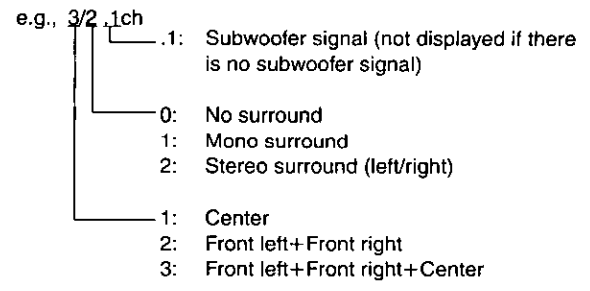 e.g., 3/2 .1ch
.1: Subwoofer signal (not displayed if there
is no subwoofer signal)
0: No surround
1: Mono surround
2: Stereo surround (left/right)
1: Center
2: Front left+Front right
3: Front left+Front right+Center